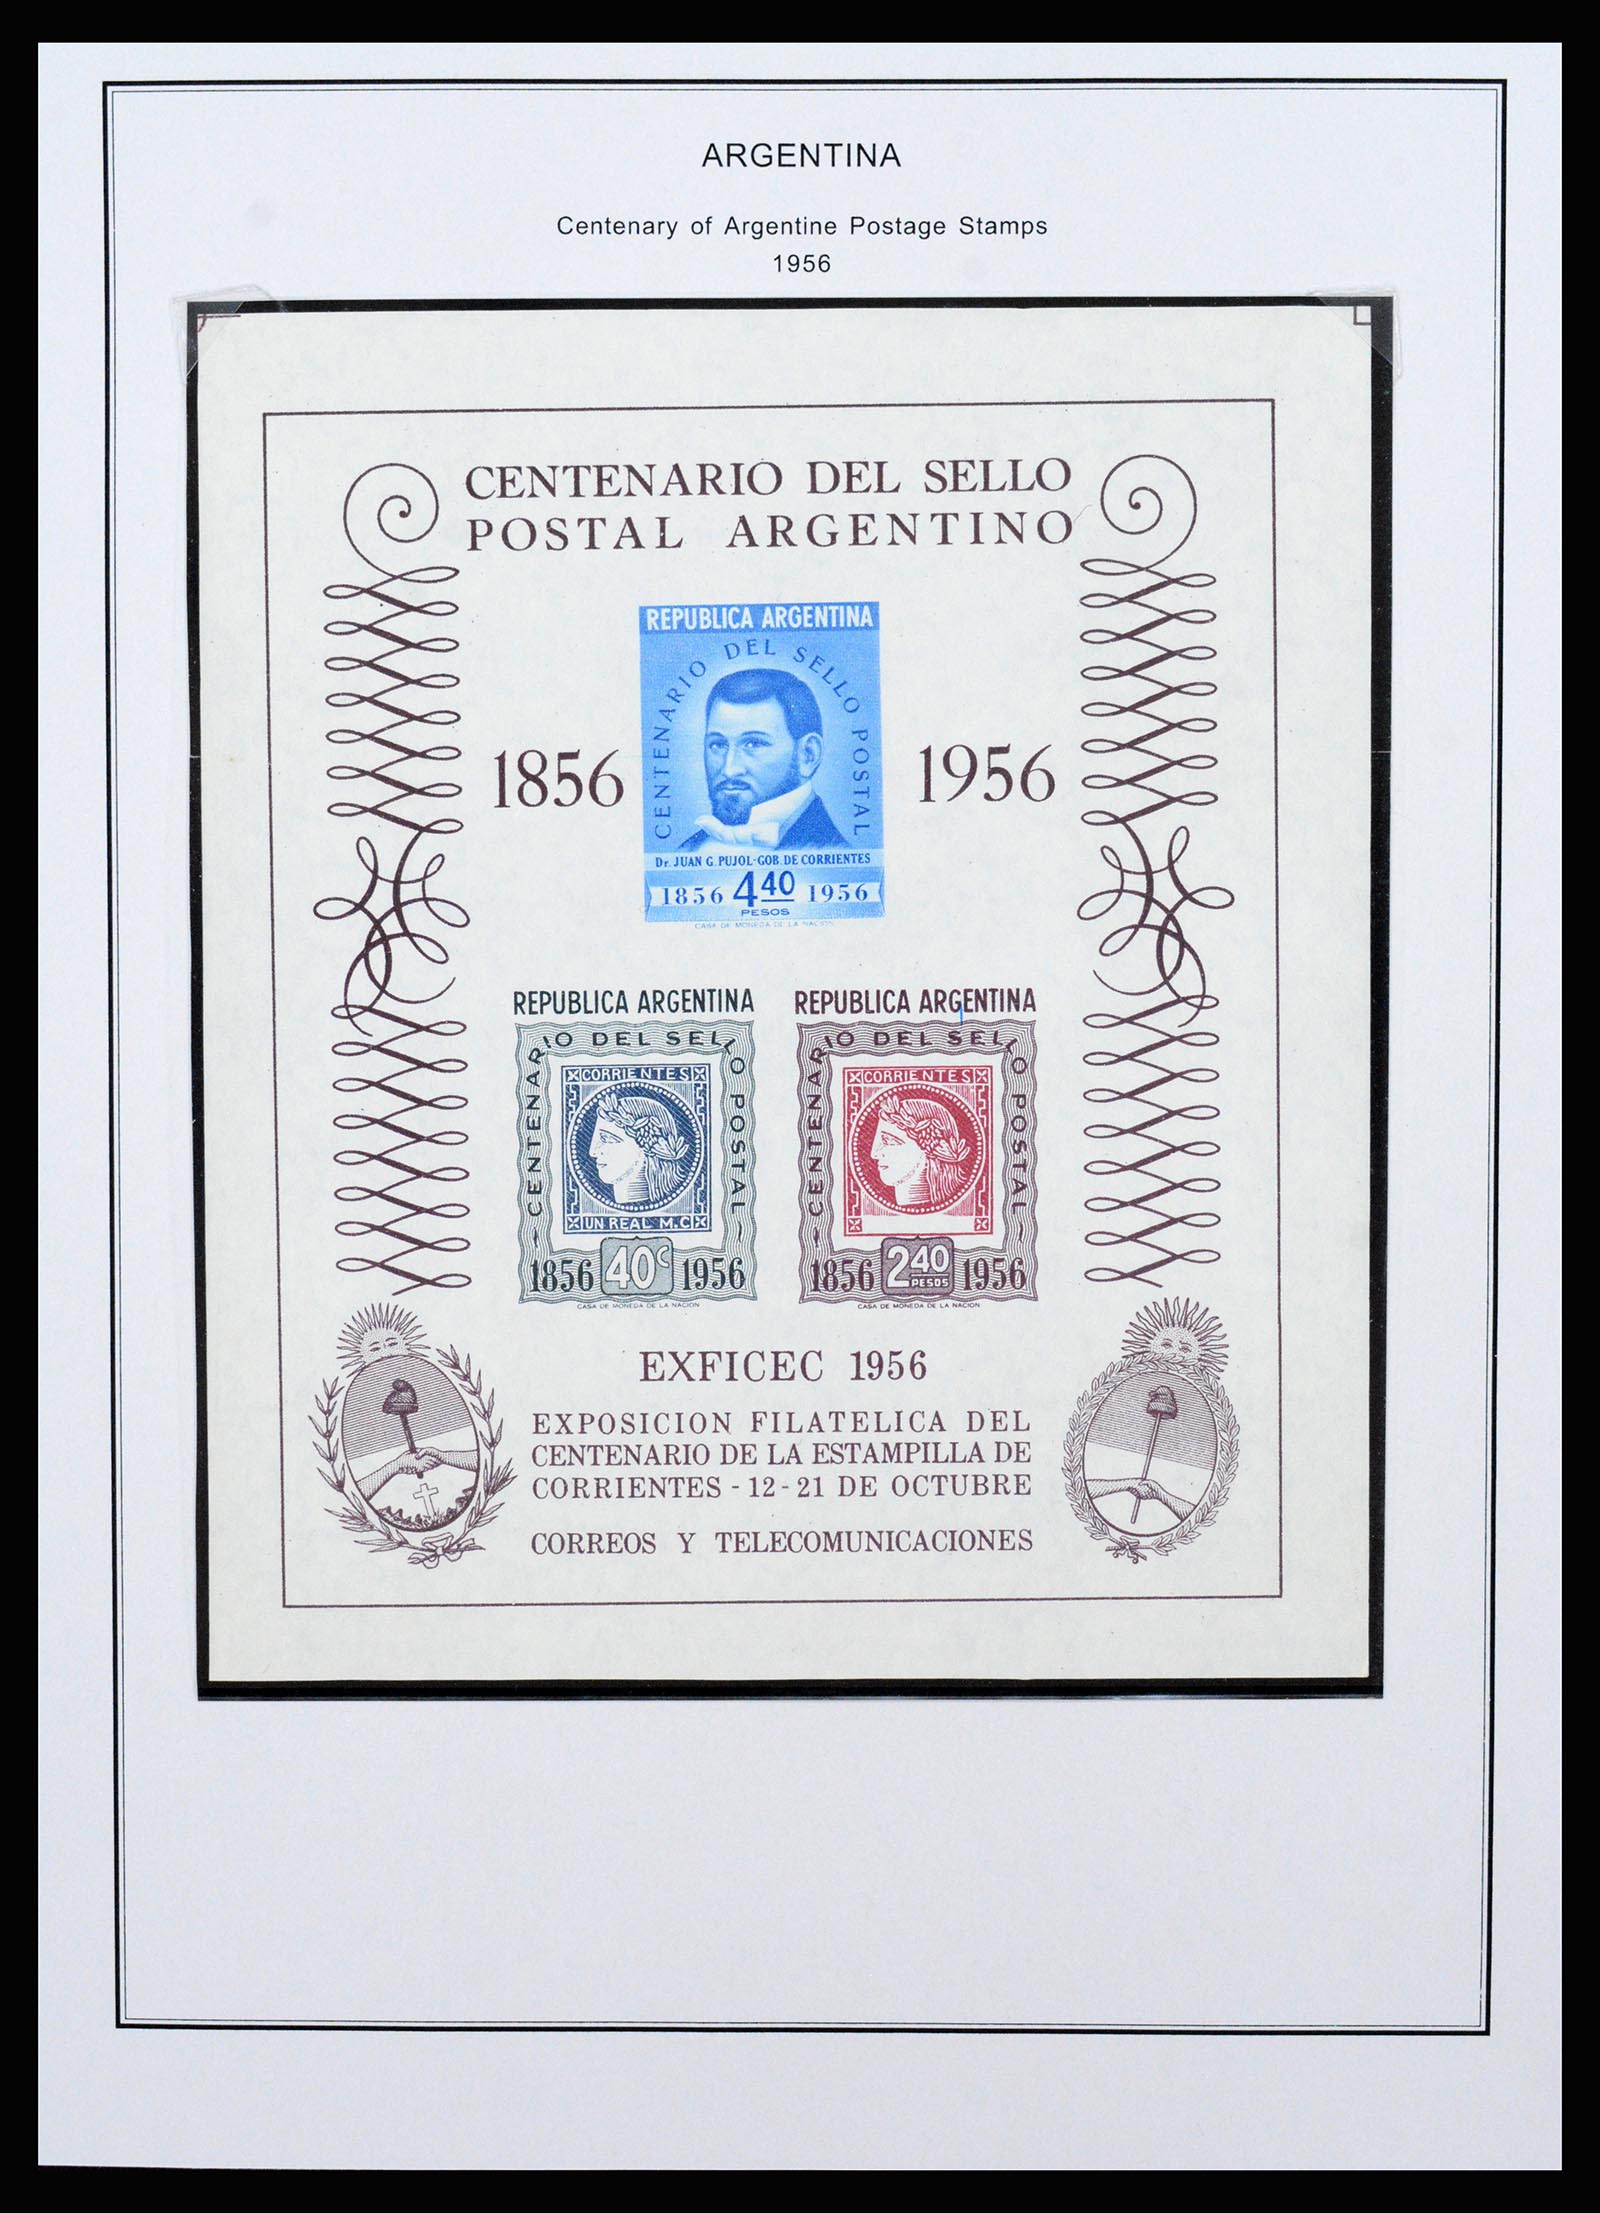 ARGENTINA
Centenary of Argentine Postage Stamps
1956
CENTENARIO DEL SELLO
POSTAL ARGENTINO
REPUBLICA ARGENTINA
CENTENARIO DEL SELLO POSTAL
1856
1956
Dr. JUAN G. PUJOL-GOB. DE CORRIENTES
1856 4 40 1956
PESOS
CASA DE MONEDA DE LA NACION
REPUBLICA ARGENTINA
CENTENARIO DEL SELLO POSTAL
CORRIENTES
UN REAL M.C
1856 40c 1956
CASA DE MONEDA DE LA NACION
REPUBLICA ARGENTINA
CENTENARIO DEL SELLO POSTAL
CORRIENTES
1856 2 40 1956
PESOS
CASA DE MONEDA DE LA NACION
EXFICEC 1956
EXPOSICION FILATELICA DEL
CENTENARIO DE LA ESTAMPILLA DE
CORRIENTES - 12 - 21 DE OCTUBRE
CORREOS Y TELECOMUNICACIONES